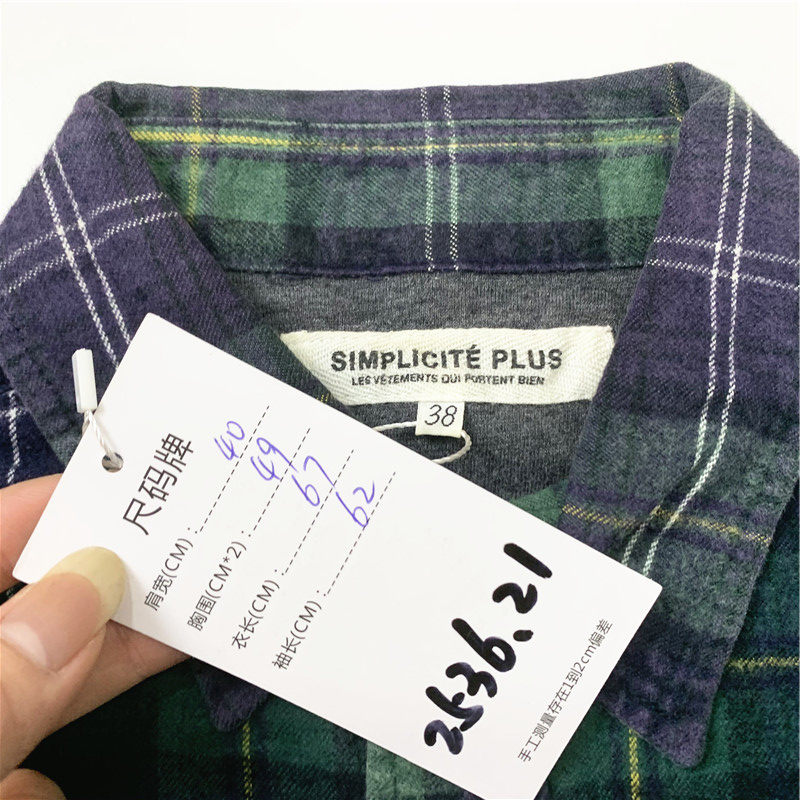 SIMPLICITÉ PLUS
LES VÊTEMENTS QUI PORTENT BIEN
38
尺码牌
肩宽(CM)：40
胸围(CM*2)：49
衣长(CM)：67
袖长(CM)：62
2536.21
手工测量存在1到2cm偏差